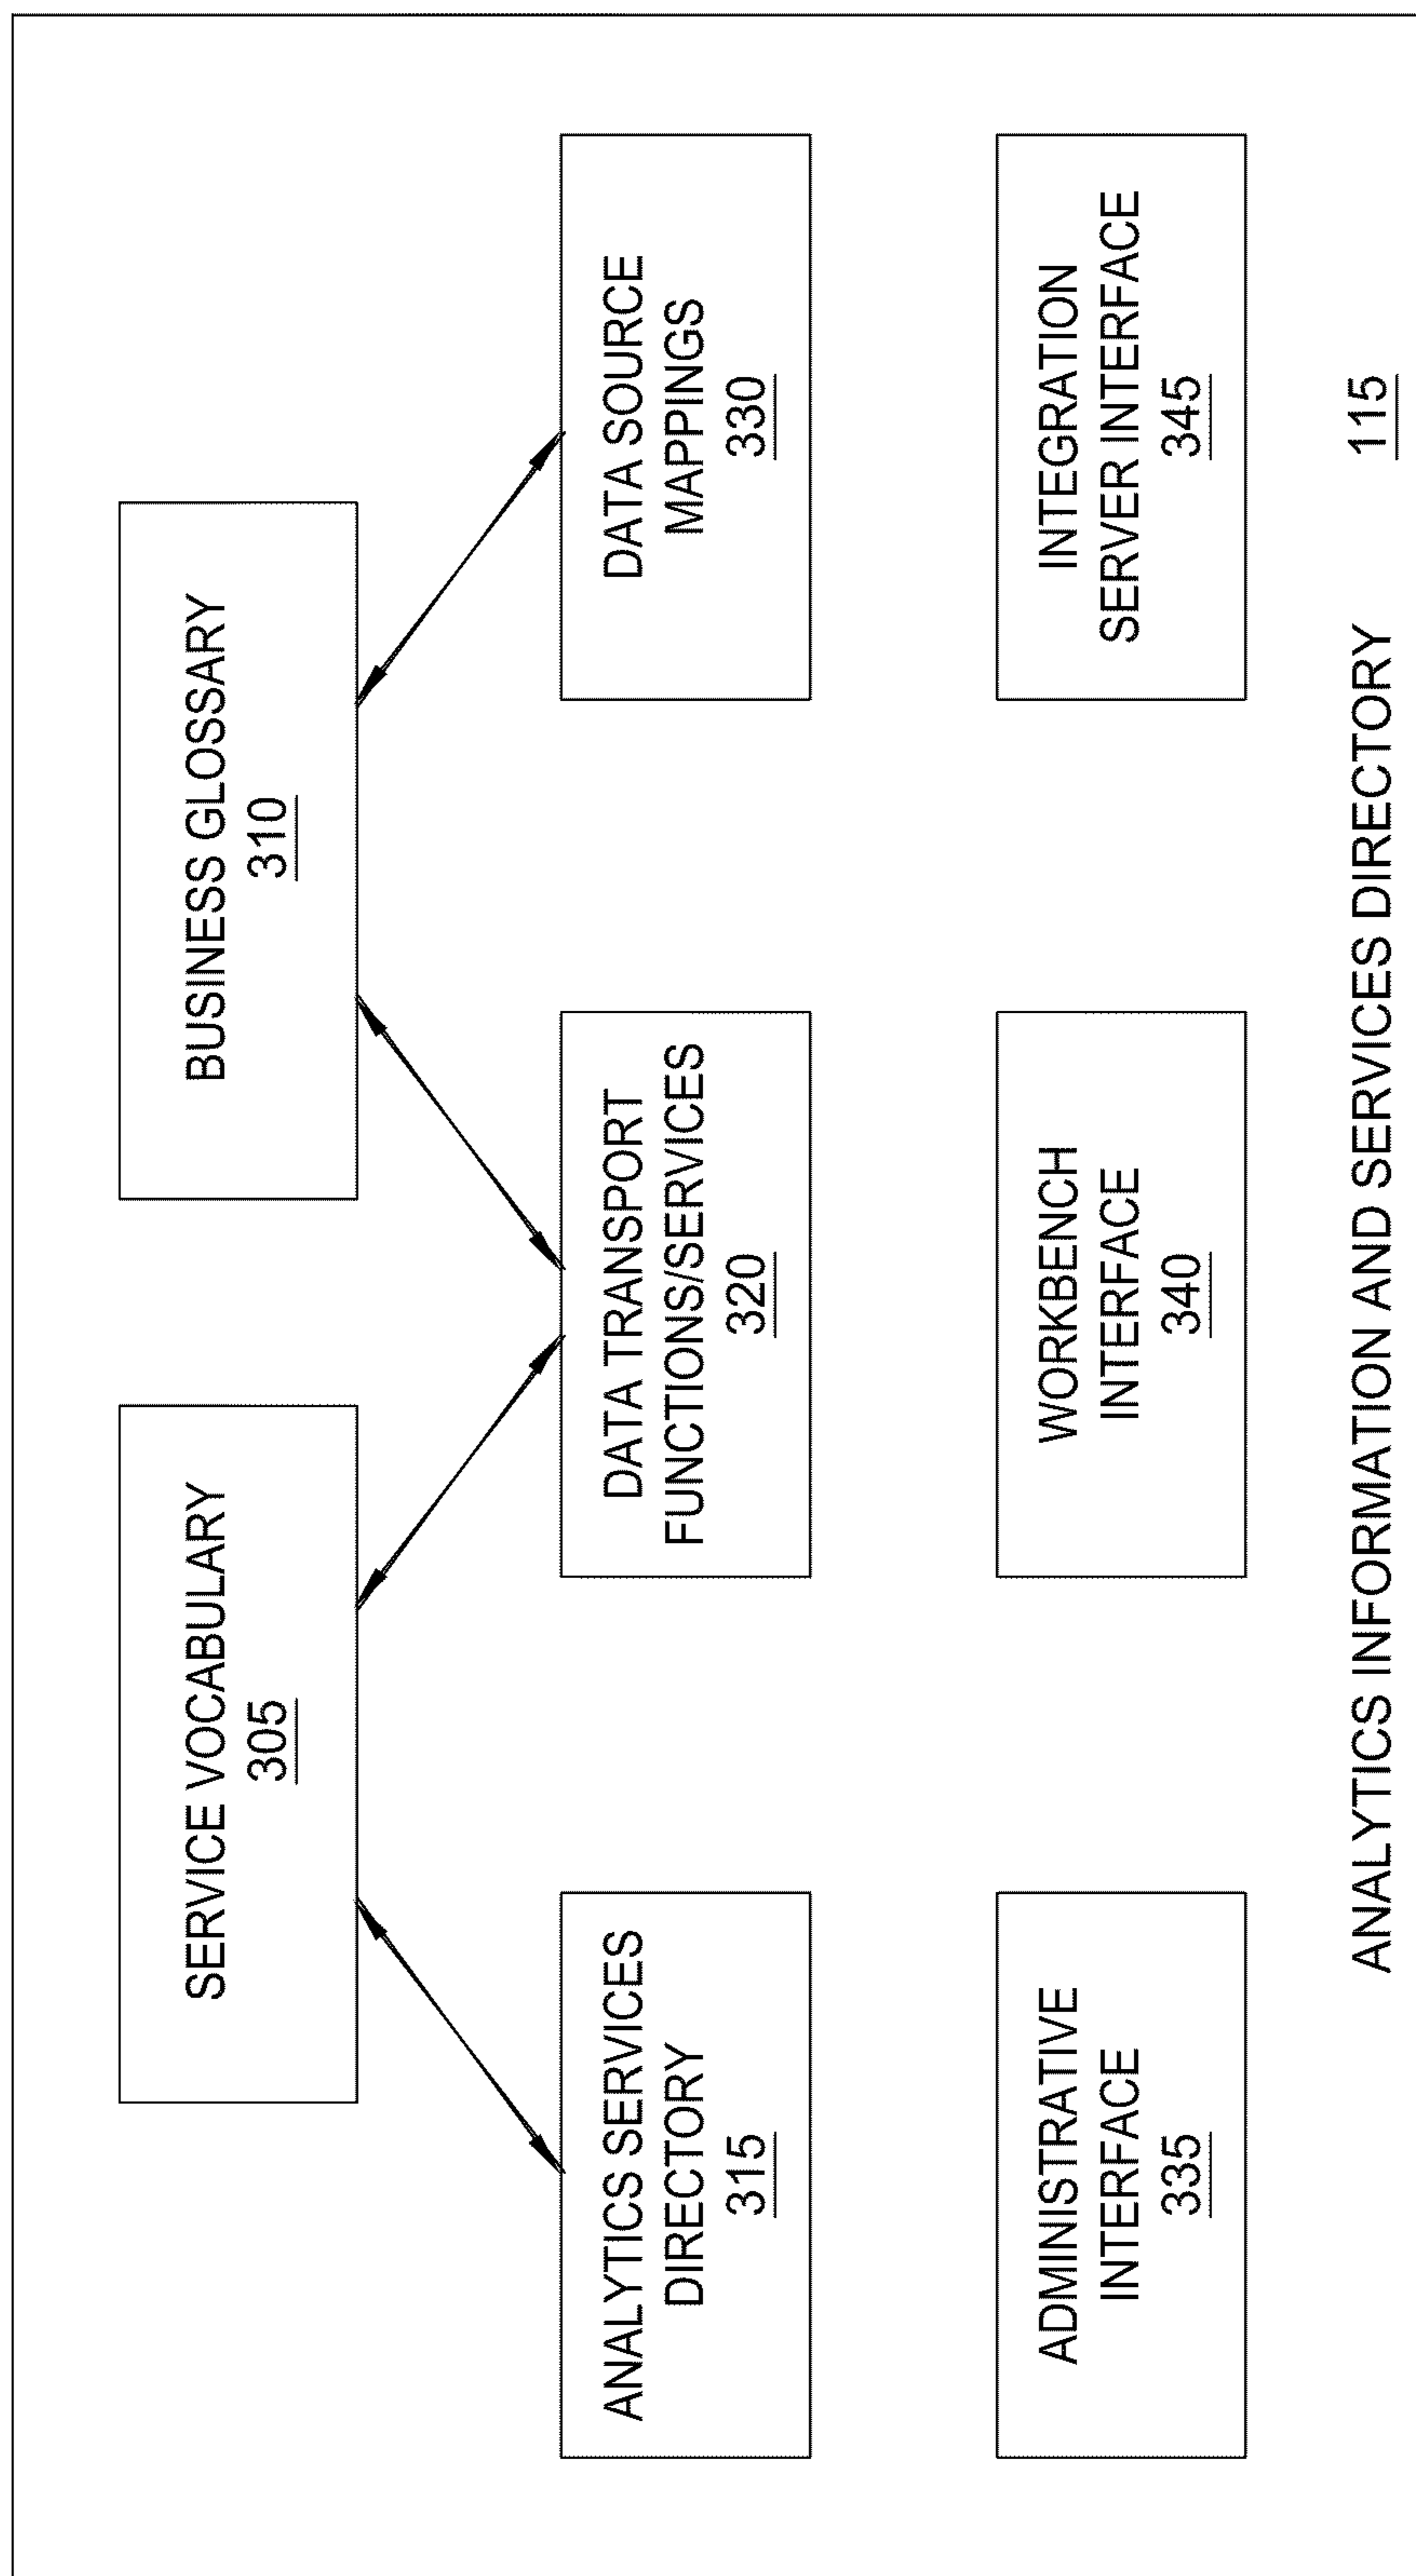 SERVICE VOCABULARY
305
BUSINESS GLOSSARY
310
ANALYTICS SERVICES
DIRECTORY
315
DATA TRANSPORT
FUNCTIONS/SERVICES
320
DATA SOURCE
MAPPINGS
330
ADMINISTRATIVE
INTERFACE
335
WORKBENCH
INTERFACE
340
INTEGRATION
SERVER INTERFACE
345
ANALYTICS INFORMATION AND SERVICES DIRECTORY 115